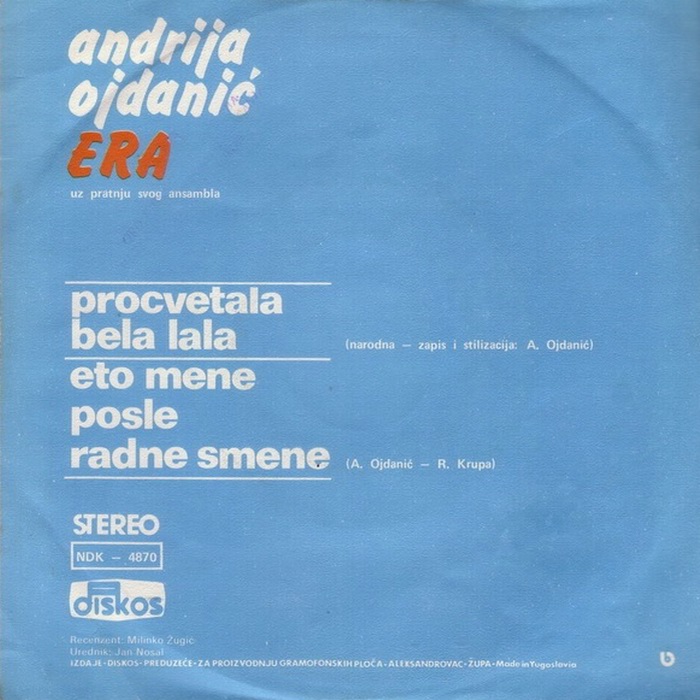 andrija
ojdanić
ERA
uz pratnju svog ansambla
procvetala
bela lala (narodna — zapis i stilizacija: A. Ojdanić)
eto mene
posle
radne smene (A. Ojdanić — R. Krupa)
STEREO
NDK — 4870
diskos
Recenzent: Milinko Zugić
Urednik: Jan Nosal
IZDAJE-DISKOS-PREDUZEĆE-ZA PROIZVODNJU GRAMOFONSKIH PLOČA-ALEKSANDROVAC-ŽUPA-Made in Yugoslavia
b